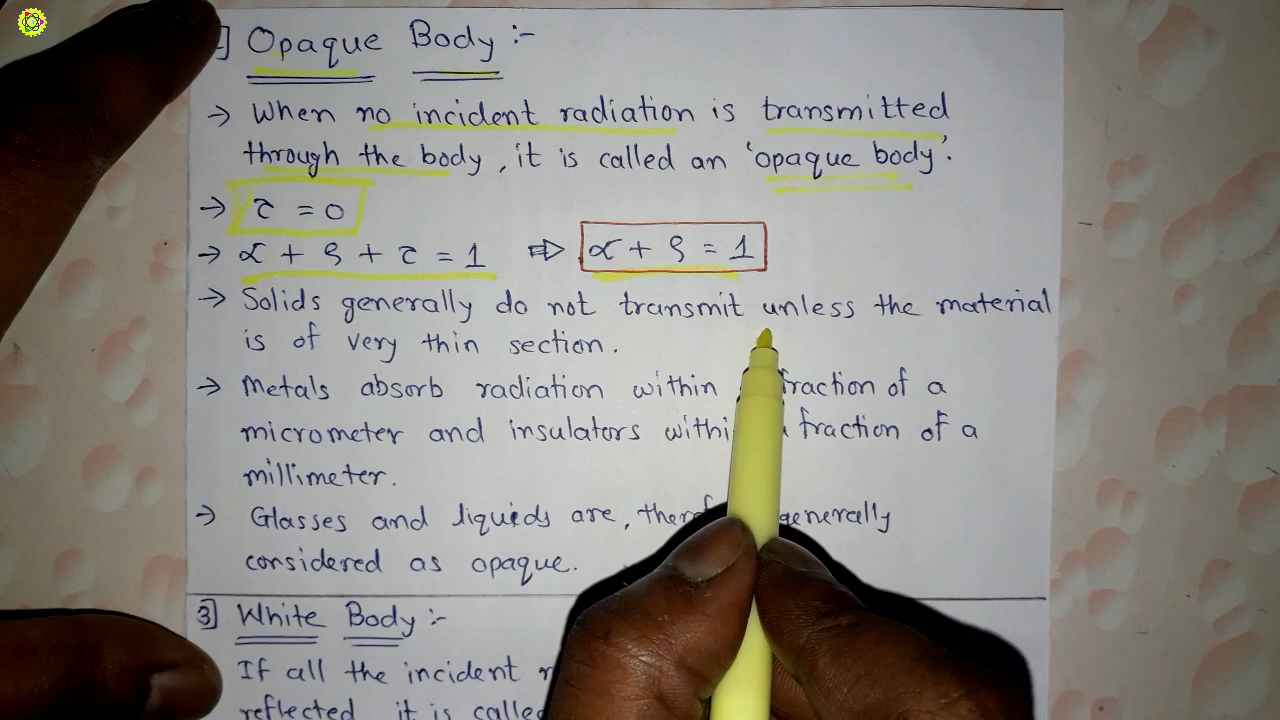 ] Opaque Body :-
→ When no incident radiation is transmitted
through the body, it is called an 'opaque body'.
→ τ = 0
→ α + ρ + τ = 1 ⇒ α + ρ = 1
→ Solids generally do not transmit unless the material
is of very thin section.
→ Metals absorb radiation within fraction of a
micrometer and insulators within fraction of a
millimeter.
→ Glasses and liquids are, generally
considered as opaque.
3] White Body :-
If all the incident
reflected it is called